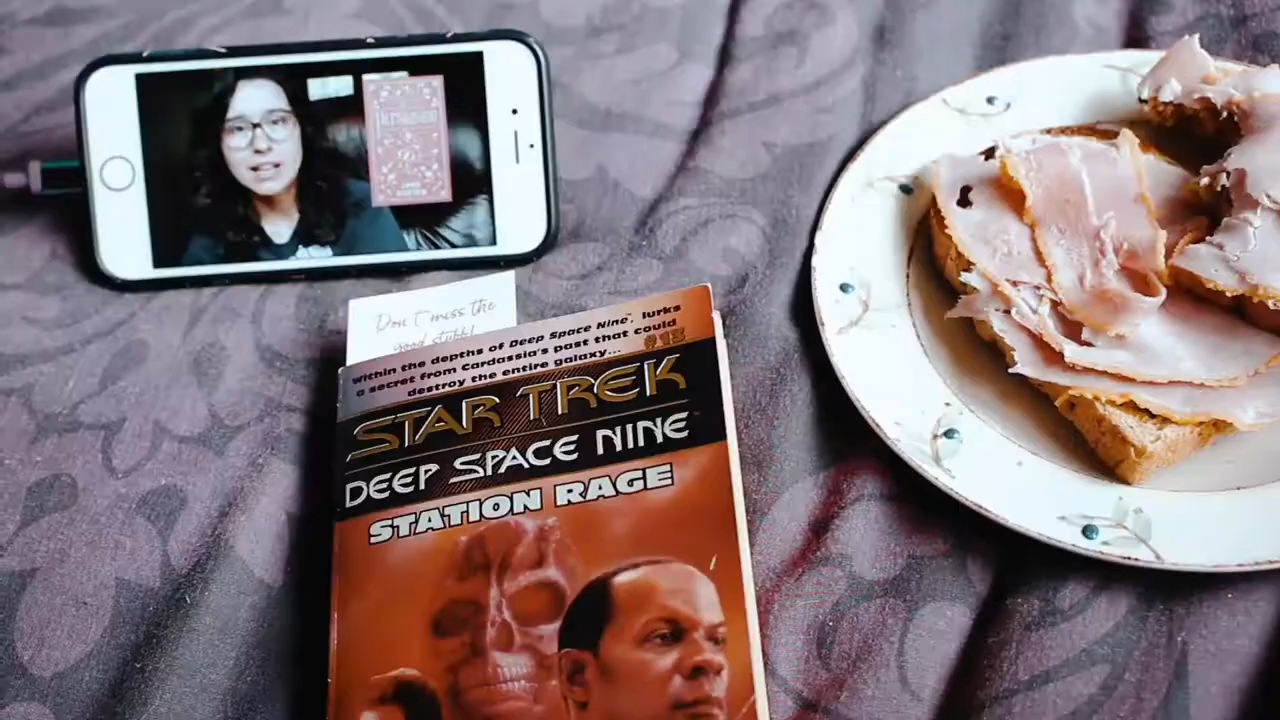 Don't miss the
good stuff!
Within the depths of Deep Space Nine™, lurks
a secret from Cardassia's past that could
destroy the entire galaxy...
#13
STAR TREK
DEEP SPACE NINE
STATION RAGE